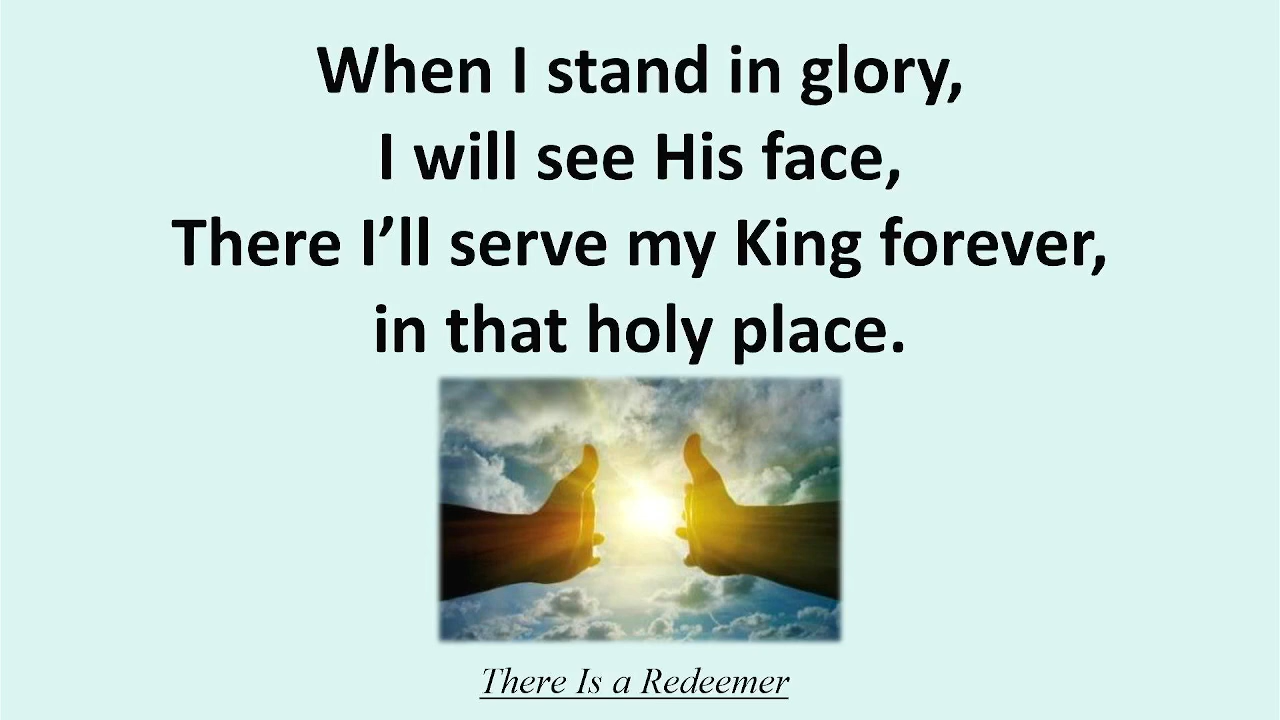 When I stand in glory,
I will see His face,
There I’ll serve my King forever,
in that holy place.
There Is a Redeemer